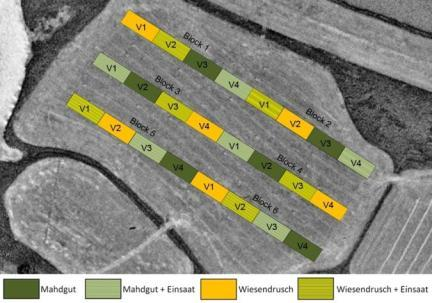 Block 1
V1 V2 V3 V4
Block 2
V1 V2 V3 V4
Block 3
V1 V2 V3 V4
Block 4
V1 V2 V3 V4
Block 5
V1 V2 V3 V4
Block 6
V1 V2 V3 V4
Mahdgut Mahdgut + Einsaat Wiesendrusch Wiesendrusch + Einsaat